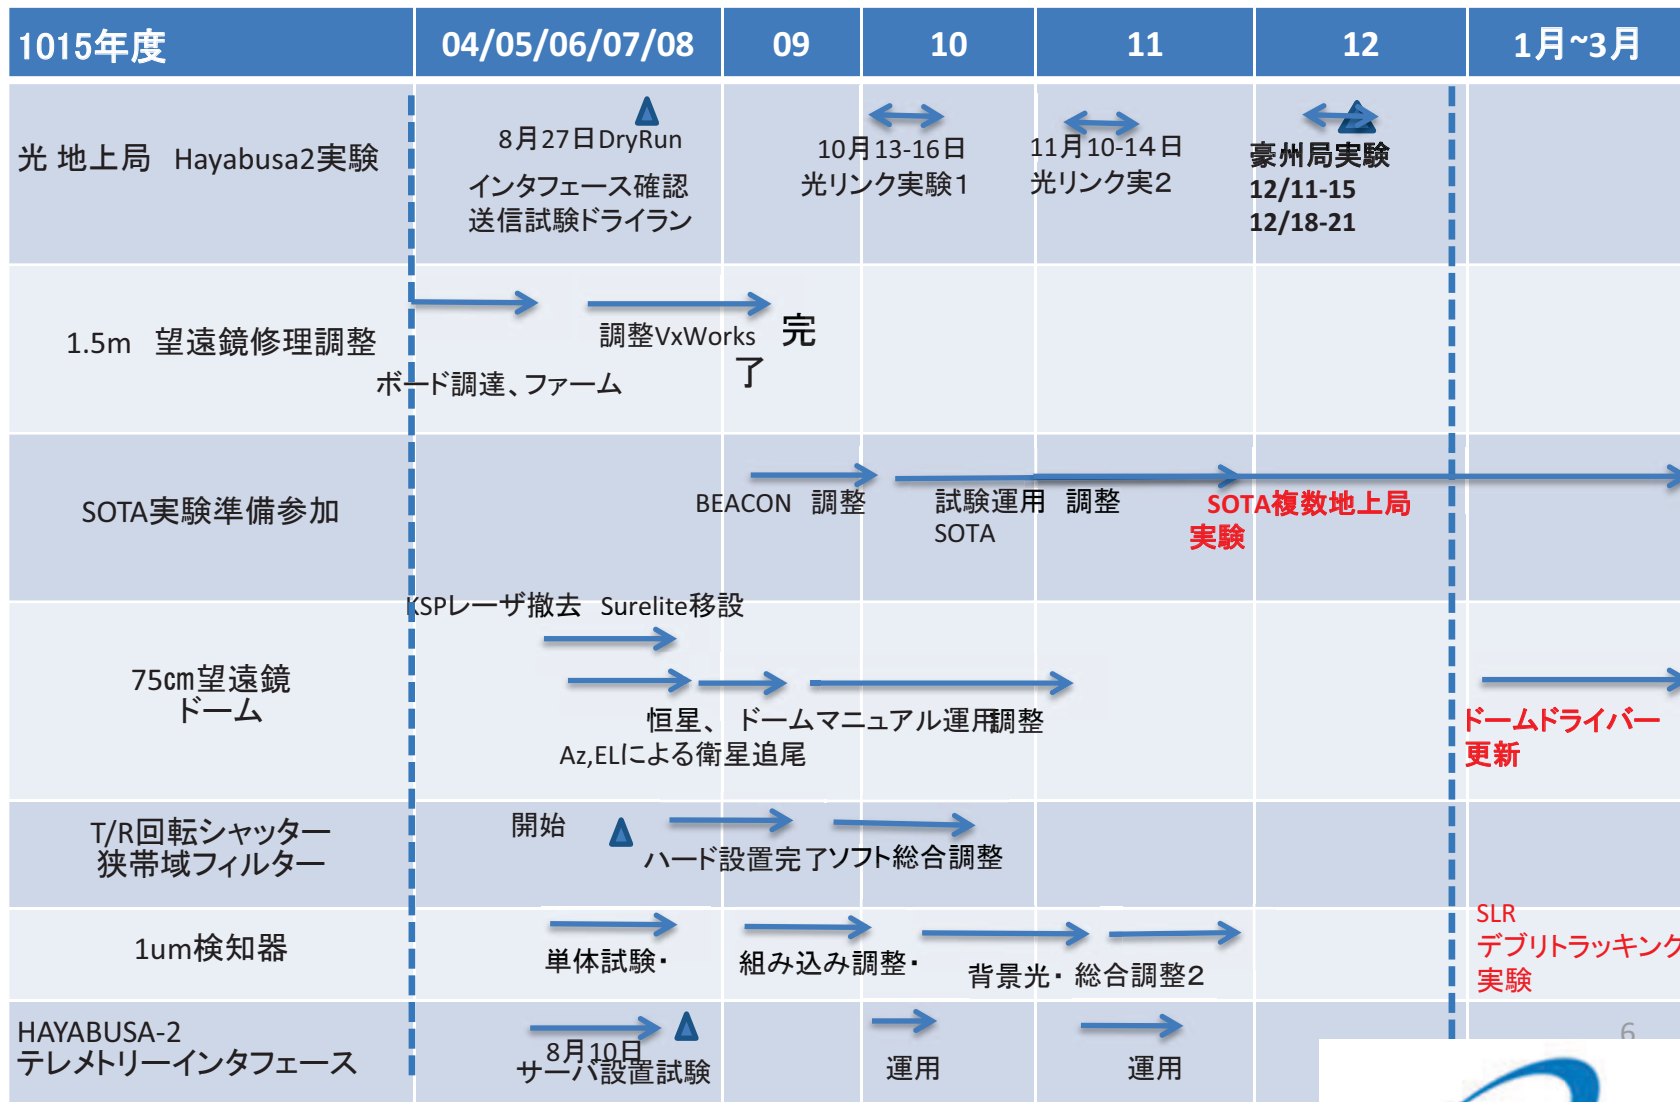 1015年度 04/05/06/07/08 09 10 11 12 1月~3月
光 地上局 Hayabusa2実験
8月27日DryRun
インタフェース確認
送信試験ドライラン
10月13-16日
光リンク実験１
11月10-14日
光リンク実２
豪州局実験
12/11-15
12/18-21
1.5m 望遠鏡修理調整
ボード調達、ファーム
調整VxWorks 完
了
SOTA実験準備参加
BEACON 調整
試験運用 調整
SOTA
SOTA複数地上局
実験
75㎝望遠鏡
ドーム
KSPレーザ撤去 Surelite移設
恒星、 ドームマニュアル運用調整
Az,ELによる衛星追尾
ドームドライバー
更新
T/R回転シャッター
狭帯域フィルター
開始
ハード設置完了ソフト総合調整
1um検知器
単体試験・
組み込み調整・
背景光・ 総合調整２
SLR
デブリトラッキング
実験
HAYABUSA-2
テレメトリーインタフェース
8月10日
サーバ設置試験
運用
運用
6